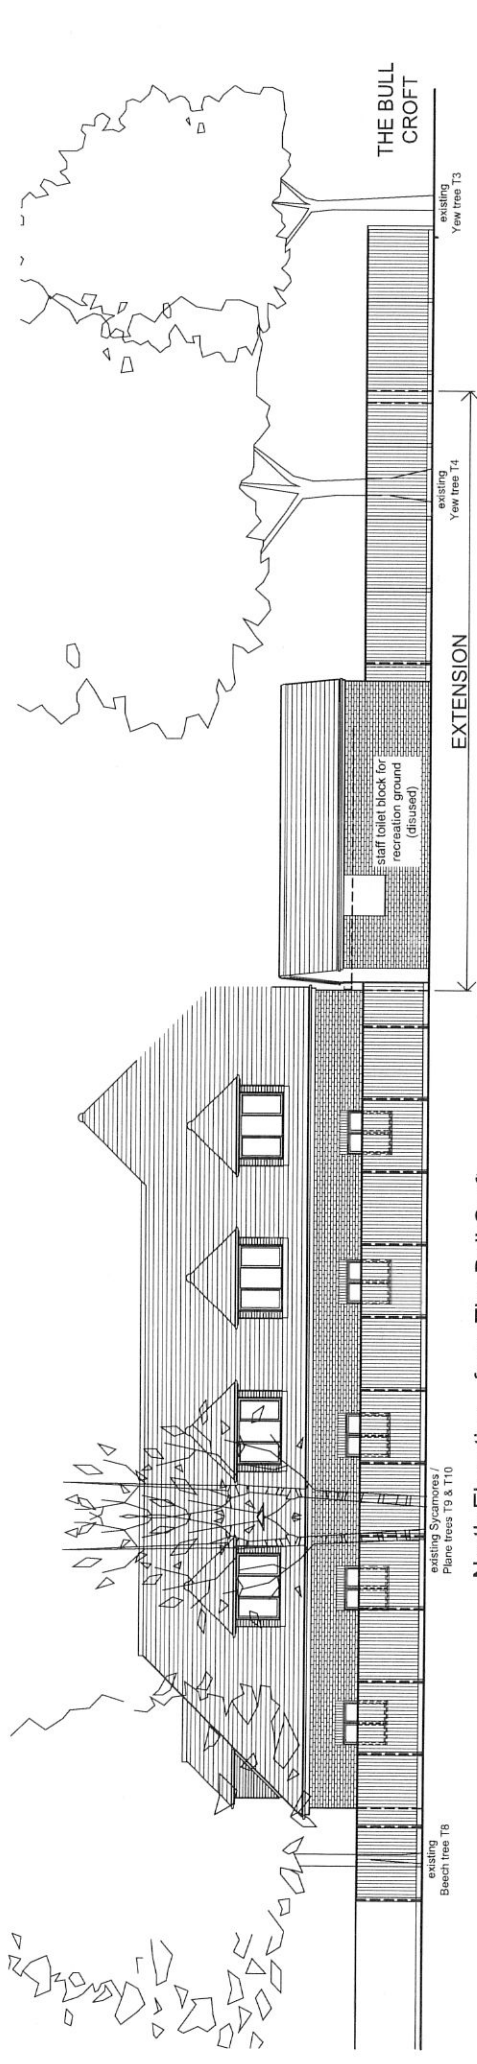 existing
Beech tree T8
existing Sycamores /
Plane trees T9 & T10
staff toilet block for
recreation ground
(disused)
EXTENSION
existing
Yew tree T4
existing
Yew tree T3
THE BULL
CROFT